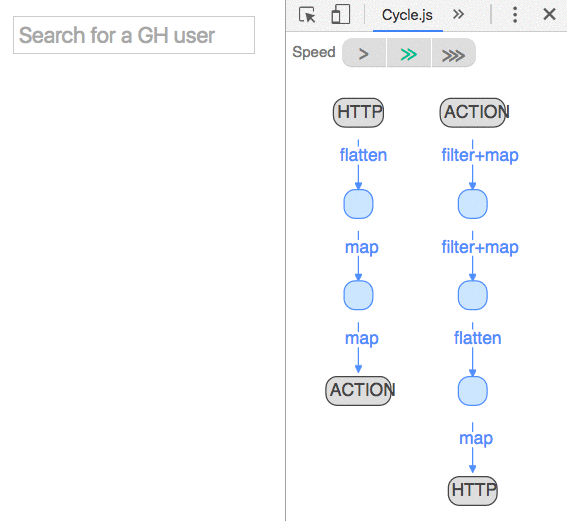 Search for a GH user
Cycle.js
Speed
HTTP
flatten
map
map
ACTION
ACTION
filter+map
filter+map
flatten
map
HTTP